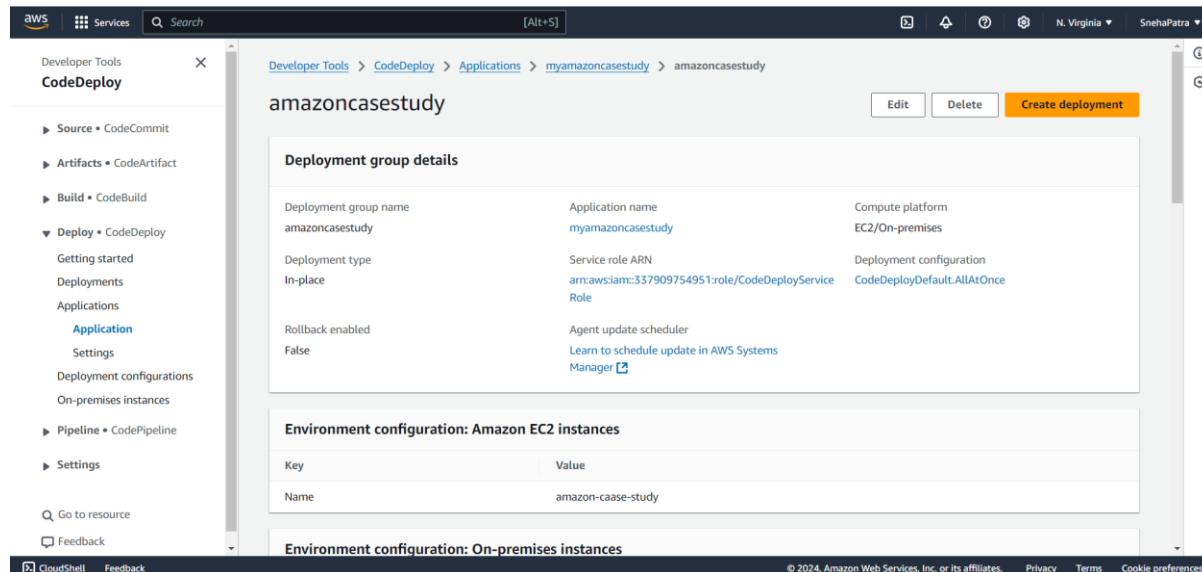 aws
Services
Search
[Alt+S]
N. Virginia ▼
SnehaPatra ▼
Developer Tools
CodeDeploy
Source • CodeCommit
Artifacts • CodeArtifact
Build • CodeBuild
Deploy • CodeDeploy
Getting started
Deployments
Applications
Application
Settings
Deployment configurations
On-premises instances
Pipeline • CodePipeline
Settings
Go to resource
Feedback
Developer Tools > CodeDeploy > Applications > myamazoncasestudy > amazoncasestudy
amazoncasestudy
Edit
Delete
Create deployment
Deployment group details
Deployment group name
amazoncasestudy
Application name
myamazoncasestudy
Compute platform
EC2/On-premises
Deployment type
In-place
Service role ARN
arn:aws:iam::337909754951:role/CodeDeployService
Role
Deployment configuration
CodeDeployDefault.AllAtOnce
Rollback enabled
False
Agent update scheduler
Learn to schedule update in AWS Systems
Manager
Environment configuration: Amazon EC2 instances
Key
Value
Name
amazon-caase-study
Environment configuration: On-premises instances
CloudShell
Feedback
© 2024, Amazon Web Services, Inc. or its affiliates.
Privacy
Terms
Cookie preferences